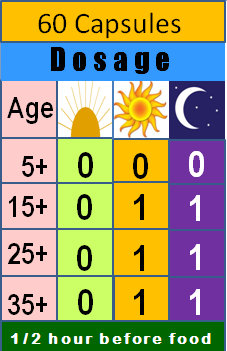 60 Capsules
Dosage
Age
5+ 0 0 0
15+ 0 1 1
25+ 0 1 1
35+ 0 1 1
1/2 hour before food